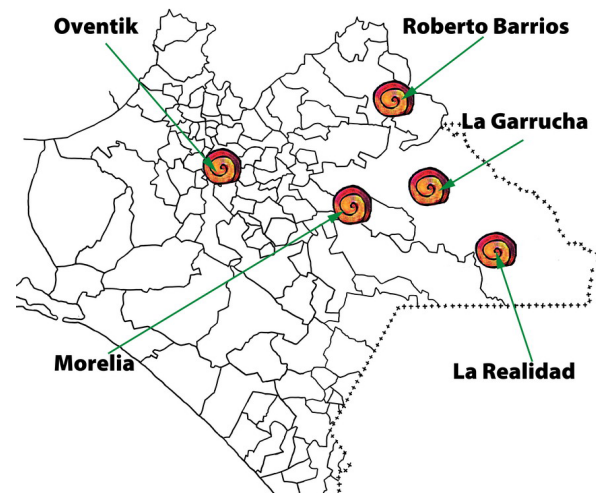 Oventik
Roberto Barrios
La Garrucha
Morelia
La Realidad